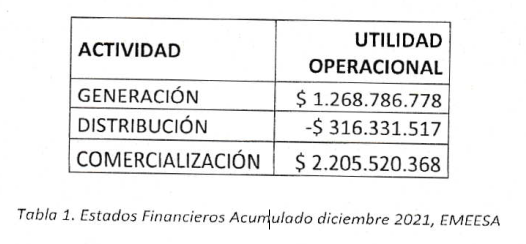 ACTIVIDAD
UTILIDAD
OPERACIONAL
GENERACIÓN $ 1.268.786.778
DISTRIBUCIÓN -$ 316.331.517
COMERCIALIZACIÓN $ 2.205.520.368
Tabla 1. Estados Financieros Acumulado diciembre 2021, EMEESA